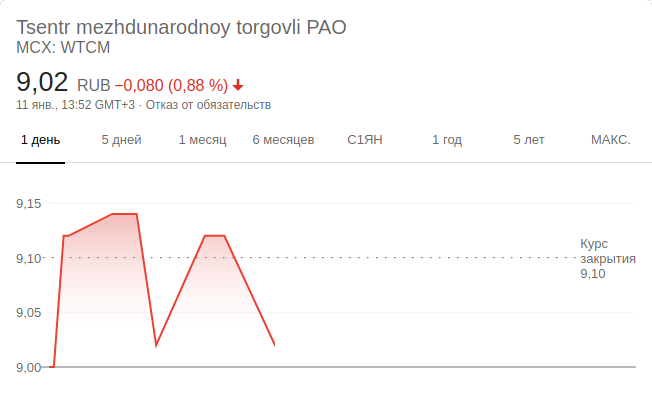 Tsentr mezhdunarodnoy torgovli PAO
MCX: WTCM
9,02 RUB −0,080 (0,88 %)
11 янв., 13:52 GMT+3 · Отказ от обязательств
1 день 5 дней 1 месяц 6 месяцев С1ЯН 1 год 5 лет МАКС.
9,15
9,10
9,05
9,00
Курс
закрытия
9,10